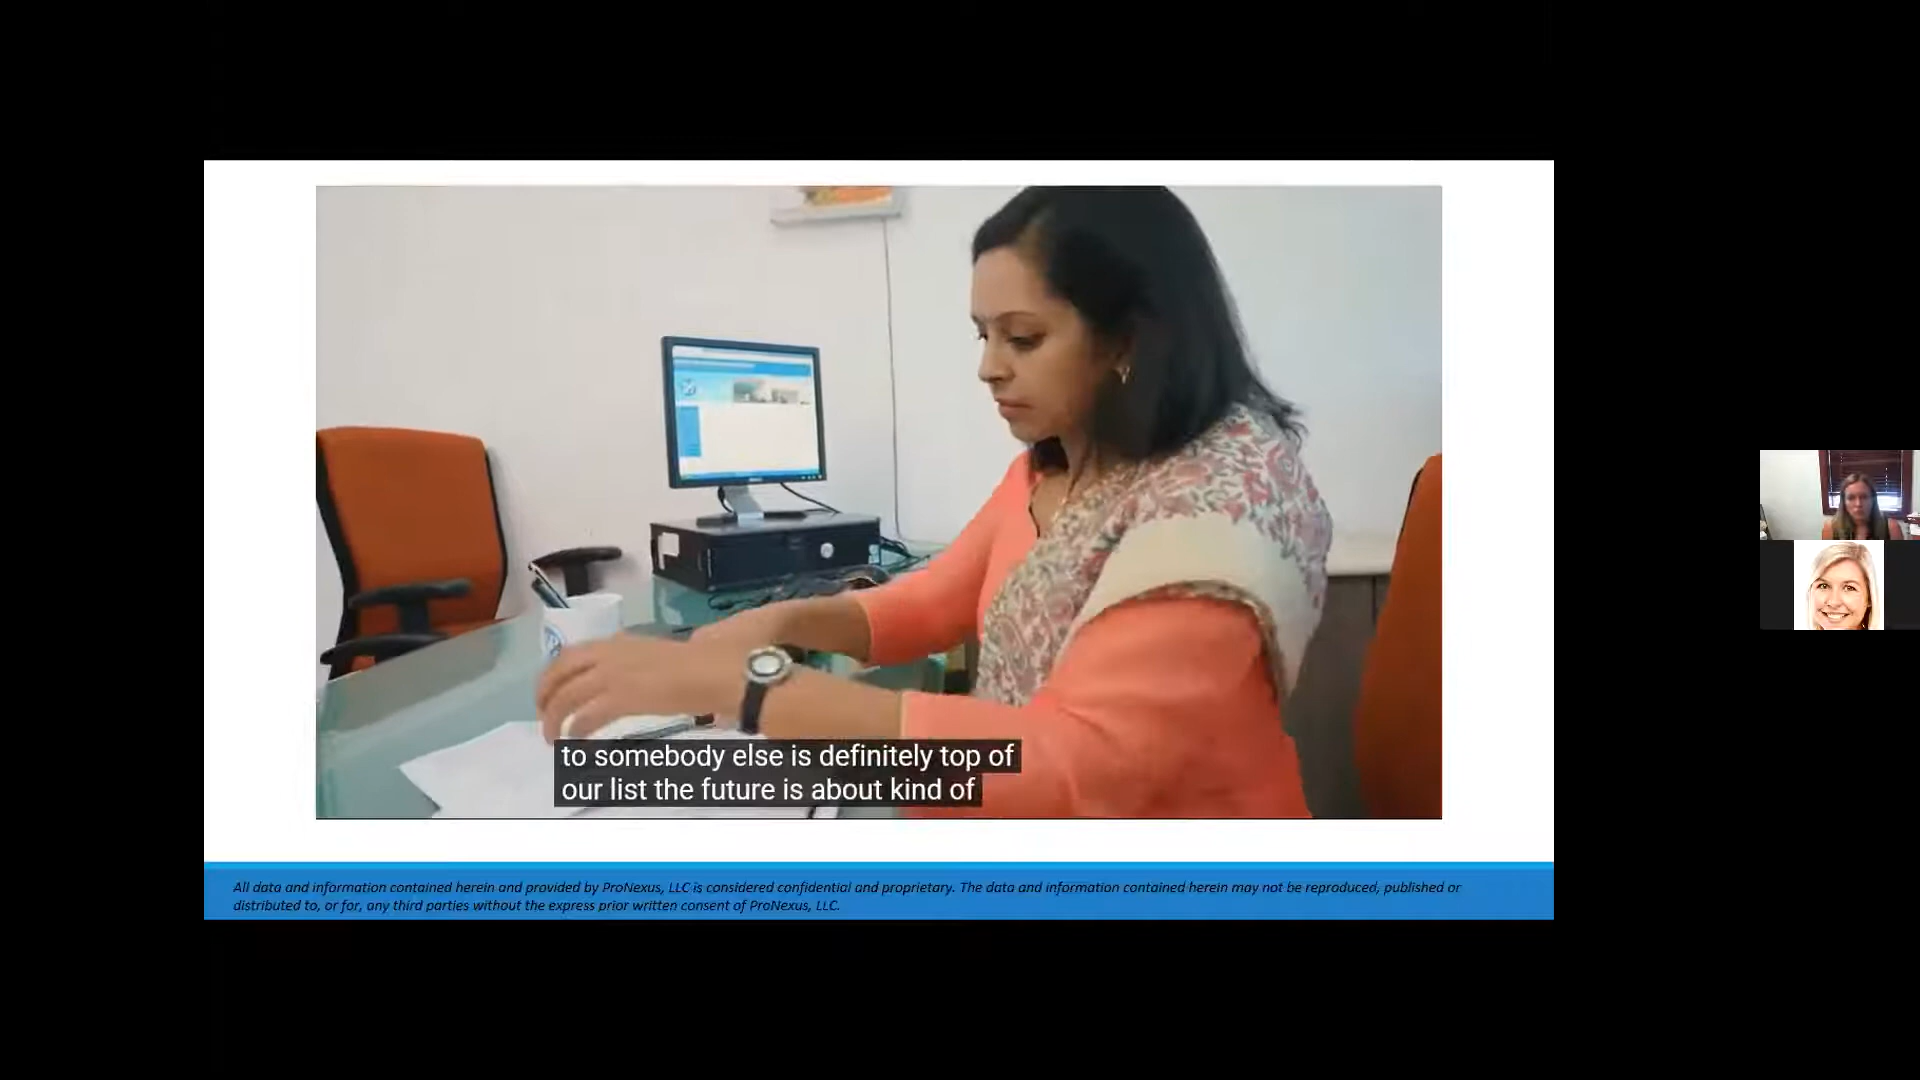 to somebody else is definitely top of
our list the future is about kind of
All data and information contained herein and provided by ProNexus, LLC is considered confidential and proprietary. The data and information contained herein may not be reproduced, published or
distributed to, or for, any third parties without the express prior written consent of ProNexus, LLC.